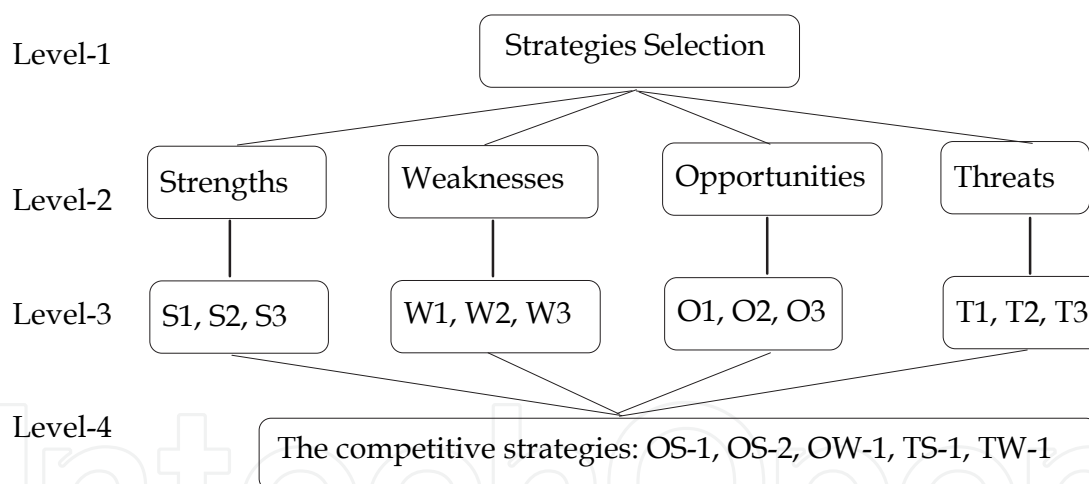 Level-1
Strategies Selection
Level-2
Strengths
Weaknesses
Opportunities
Threats
Level-3
S1, S2, S3
W1, W2, W3
O1, O2, O3
T1, T2, T3
Level-4
The competitive strategies: OS-1, OS-2, OW-1, TS-1, TW-1